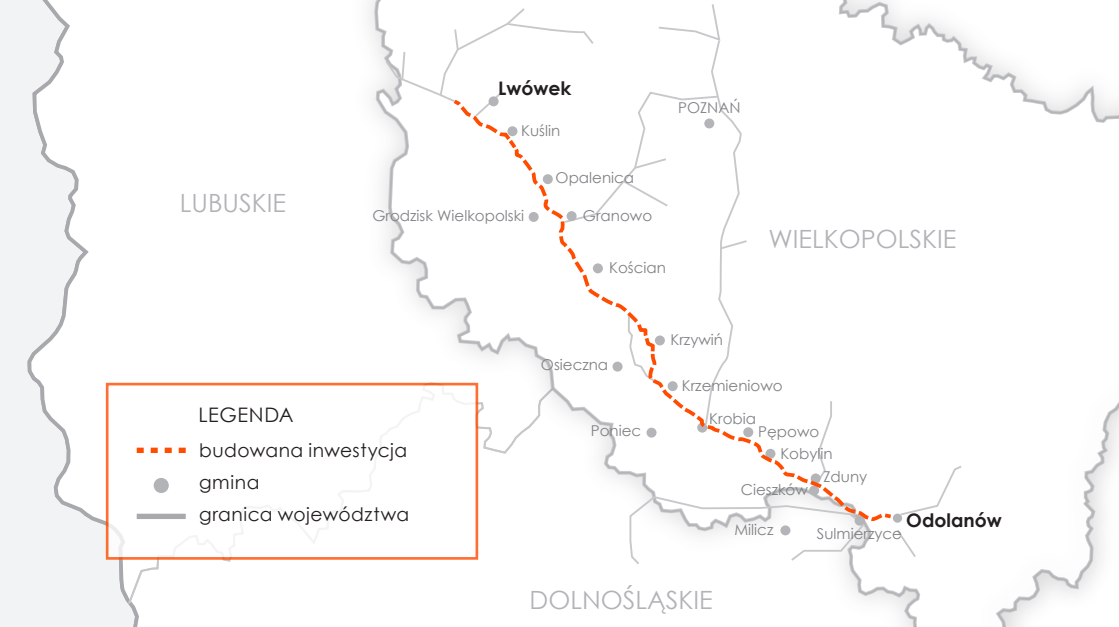 Lwówek
POZNAŃ
Kuślin
Opalenica
LUBUSKIE
Grodzisk Wielkopolski
Granowo
WIELKOPOLSKIE
Kościan
Krzywiń
Osieczna
Krzemieniowo
LEGENDA
budowana inwestycja
gmina
granica województwa
Krobia
Poniec
Pępowo
Kobylin
Zduny
Cieszków
Odolanów
Milicz
Sulmierzyce
DOLNOŚLĄSKIE